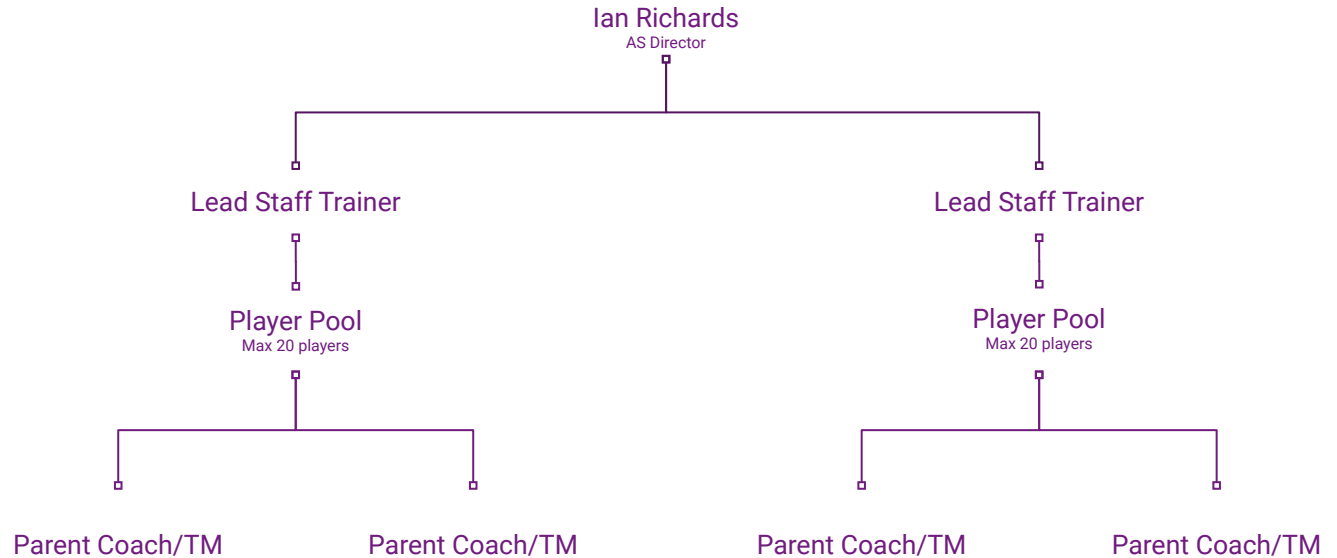 Ian Richards
AS Director
Lead Staff Trainer
Lead Staff Trainer
Player Pool
Max 20 players
Player Pool
Max 20 players
Parent Coach/TM
Parent Coach/TM
Parent Coach/TM
Parent Coach/TM